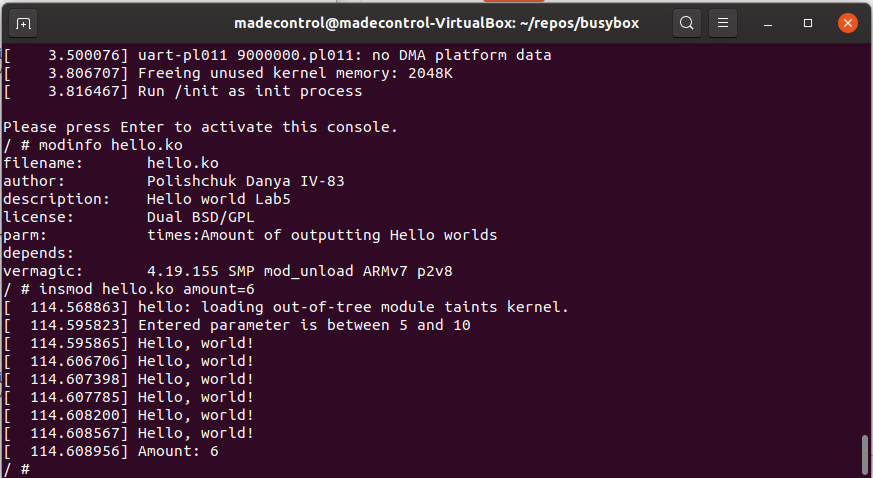 madecontrol@madecontrol-VirtualBox: ~/repos/busybox
[    3.500076] uart-pl011 9000000.pl011: no DMA platform data
[    3.806707] Freeing unused kernel memory: 2048K
[    3.816467] Run /init as init process
Please press Enter to activate this console.
/ # modinfo hello.ko
filename:       hello.ko
author:         Polishchuk Danya IV-83
description:    Hello world Lab5
license:        Dual BSD/GPL
parm:           times:Amount of outputting Hello worlds
depends:
vermagic:       4.19.155 SMP mod_unload ARMv7 p2v8
/ # insmod hello.ko amount=6
[  114.568863] hello: loading out-of-tree module taints kernel.
[  114.595823] Entered parameter is between 5 and 10
[  114.595865] Hello, world!
[  114.606706] Hello, world!
[  114.607398] Hello, world!
[  114.607785] Hello, world!
[  114.608200] Hello, world!
[  114.608567] Hello, world!
[  114.608956] Amount: 6
/ #